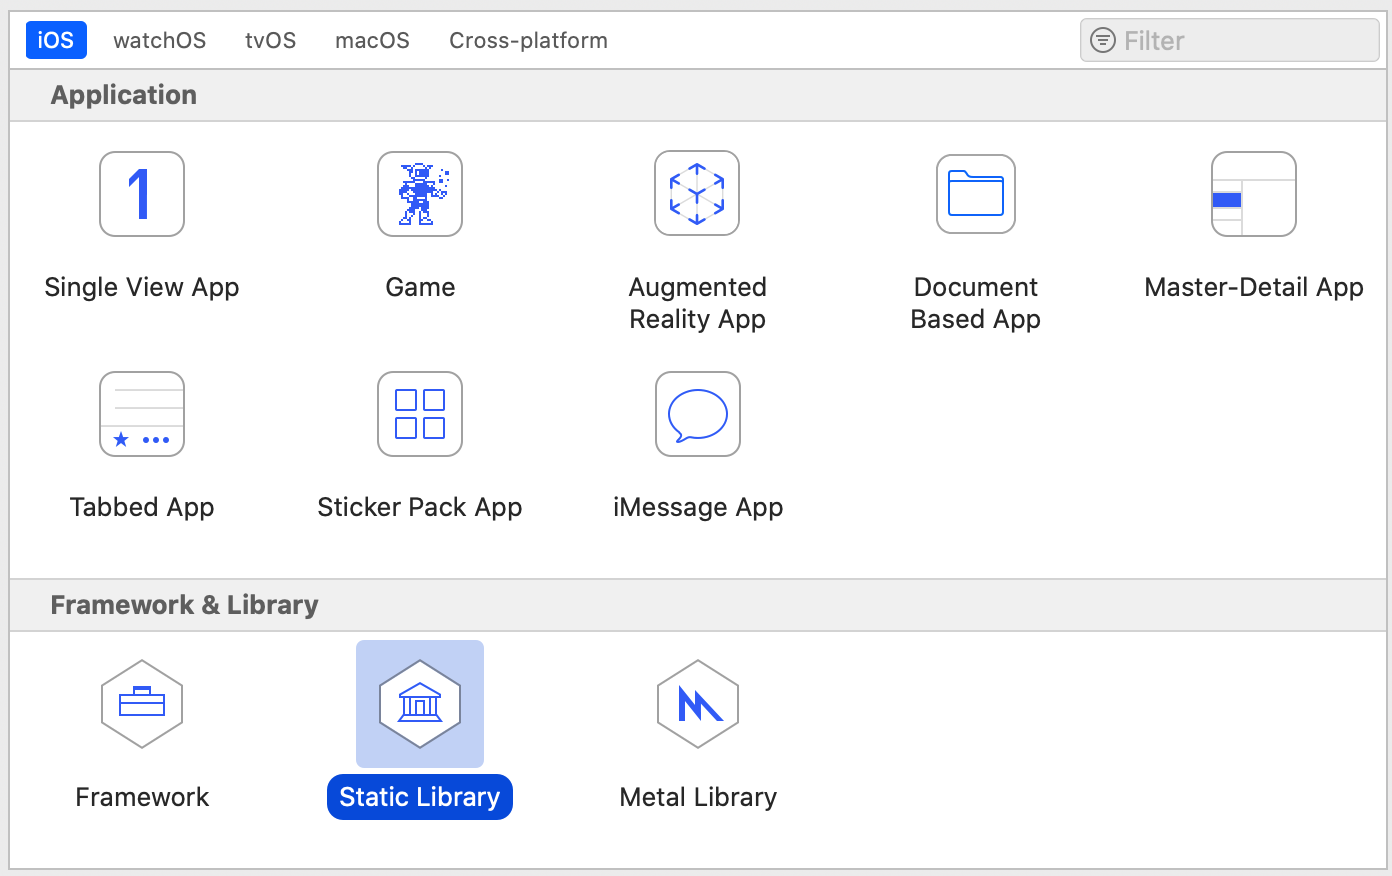 iOS watchOS tvOS macOS Cross-platform Filter
Application
1
Single View App Game Augmented Reality App Document Based App Master-Detail App
Tabbed App Sticker Pack App iMessage App
Framework & Library
Framework Static Library Metal Library